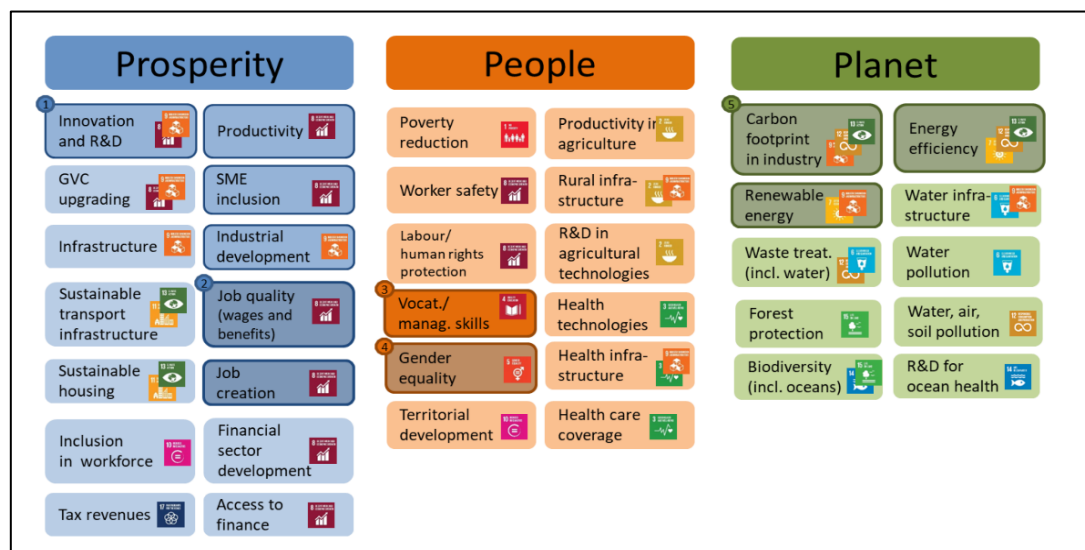 Prosperity
1
Innovation
and R&D
Productivity
GVC
upgrading
SME
inclusion
Infrastructure
Industrial
development
Sustainable
transport
infrastructure
2
Job quality
(wages and
benefits)
Sustainable
housing
Job
creation
Inclusion
in workforce
Financial
sector
development
Tax revenues
Access to
finance
People
Poverty
reduction
Productivity in
agriculture
Worker safety
Rural infra-
structure
Labour/
human rights
protection
R&D in
agricultural
technologies
3
Vocat./
manag. skills
Health
technologies
4
Gender
equality
Health infra-
structure
Territorial
development
Health care
coverage
Planet
5
Carbon
footprint
in industry
Energy
efficiency
Renewable
energy
Water infra-
structure
Waste treat.
(incl. water)
Water
pollution
Forest
protection
Water, air,
soil pollution
Biodiversity
(incl. oceans)
R&D for
ocean health